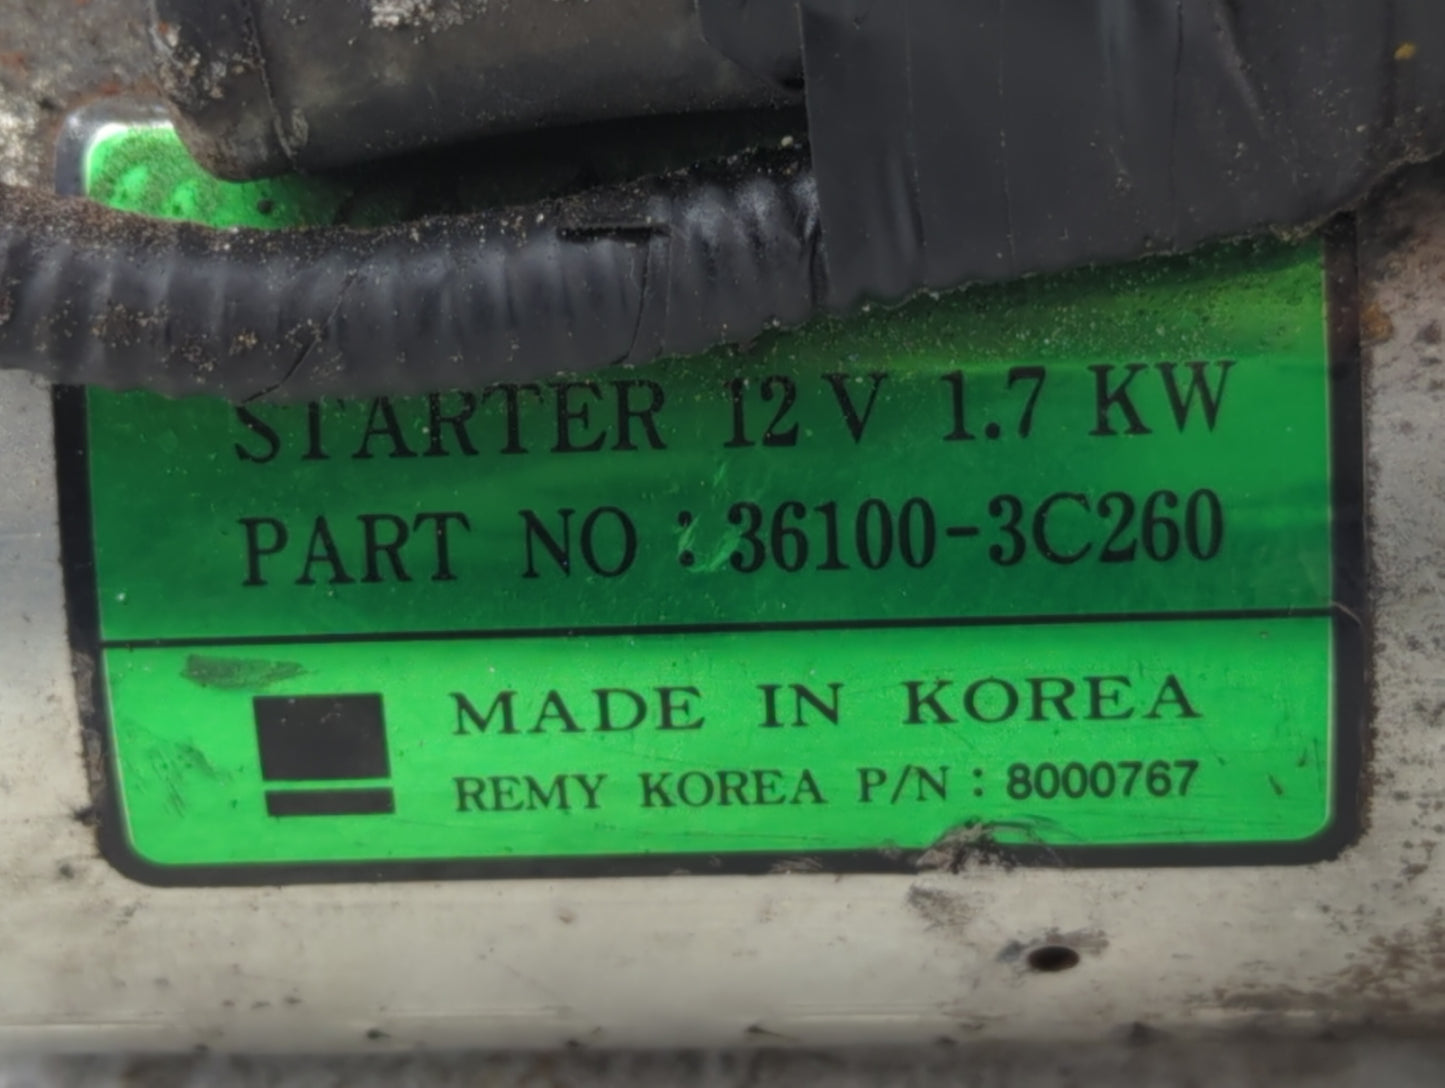 STARTER 12 V 1.7 KW
PART NO : 36100-3C260
MADE IN KOREA
REMY KOREA P/N : 8000767